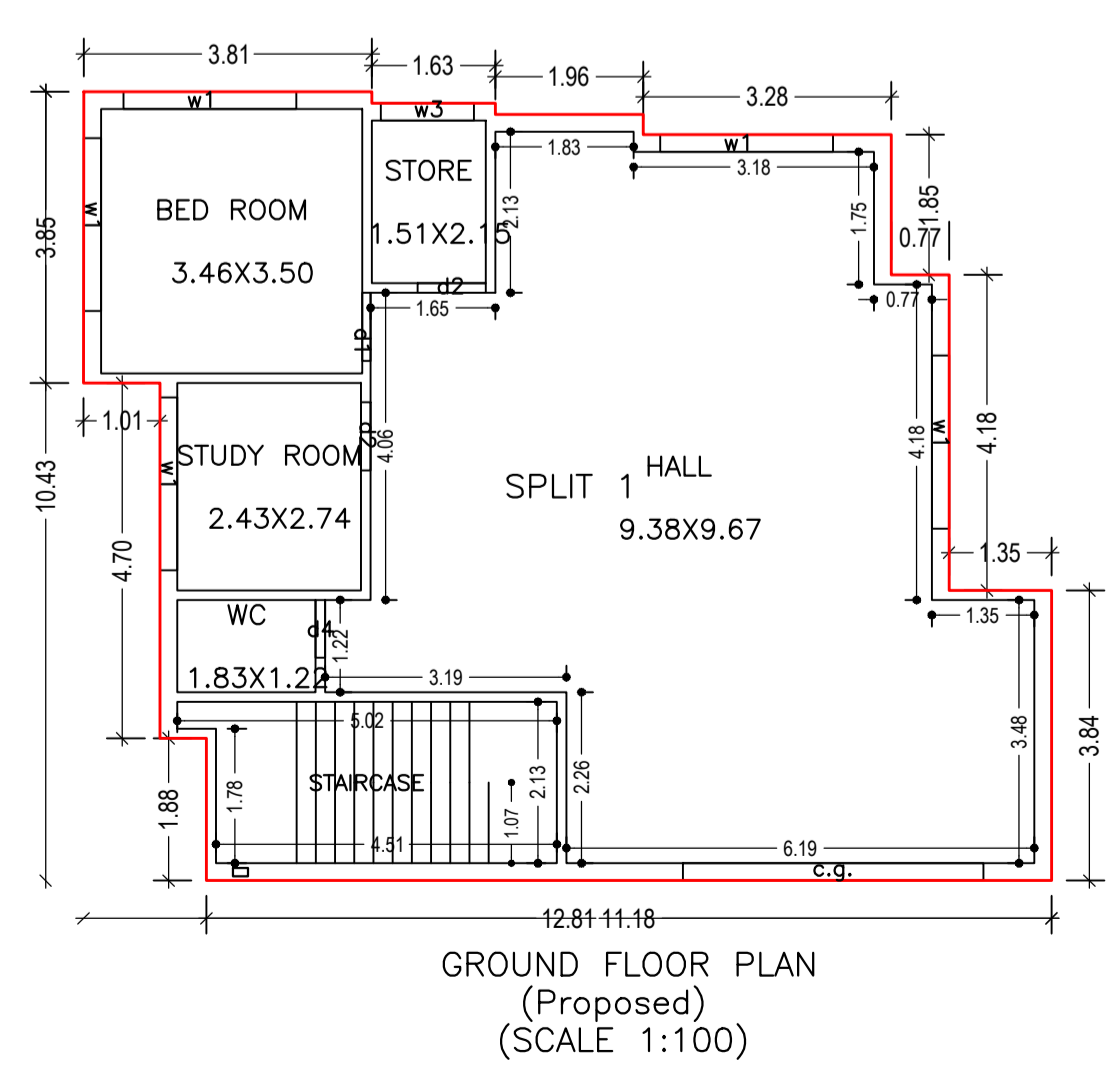 3.81
1.63
1.96
3.28
w1
w3
w1
1.83
3.18
STORE
BED ROOM
w1
2.13
1.75
1.85
0.77
3.85
1.51X2.15
3.46X3.50
d2
1.65
0.77
d1
1.01
d2
4.06
4.18
w1
4.18
STUDY ROOM
w1
HALL
SPLIT 1
10.43
2.43X2.74
9.38X9.67
4.70
1.35
WC
d4
1.22
1.35
1.83X1.22
3.19
5.02
3.48
3.84
STAIRCASE
2.13
2.26
1.88
1.78
1.07
4.51
6.19
c.g.
12.81
11.18
GROUND FLOOR PLAN
(Proposed)
(SCALE 1:100)